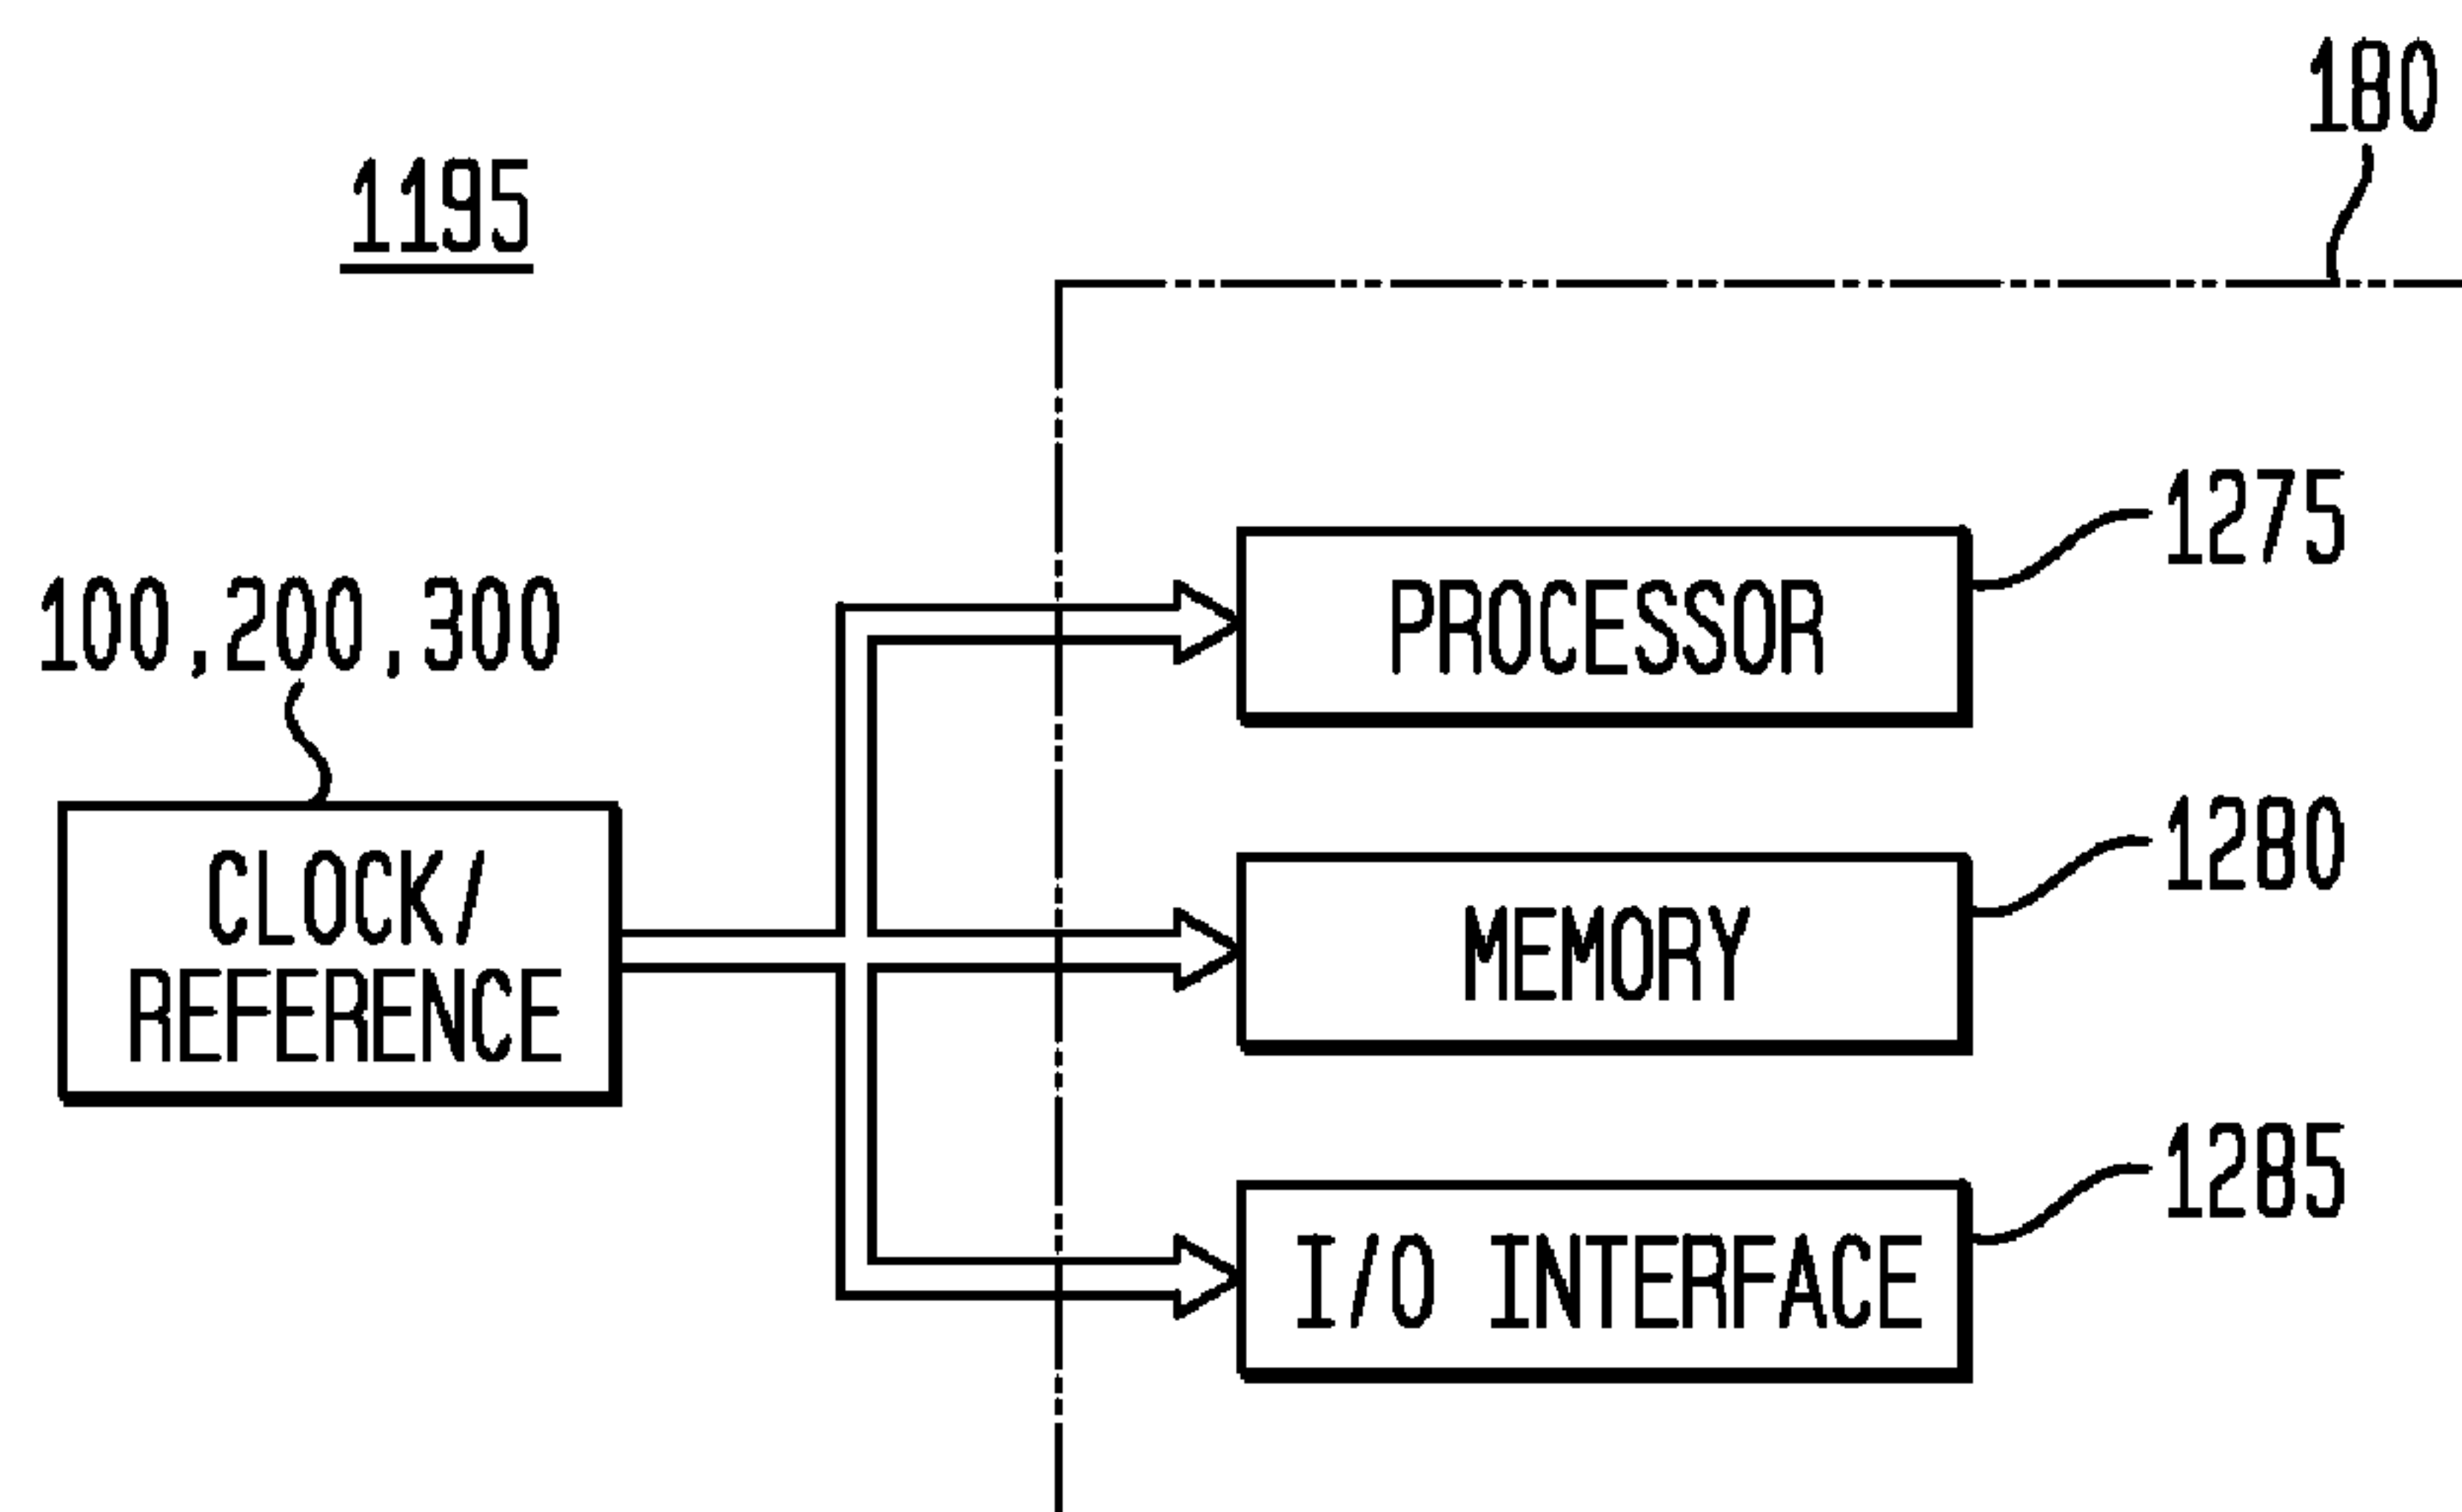 180
1195
1275
PROCESSOR
100,200,300
1280
CLOCK/
REFERENCE
MEMORY
1285
I/O INTERFACE